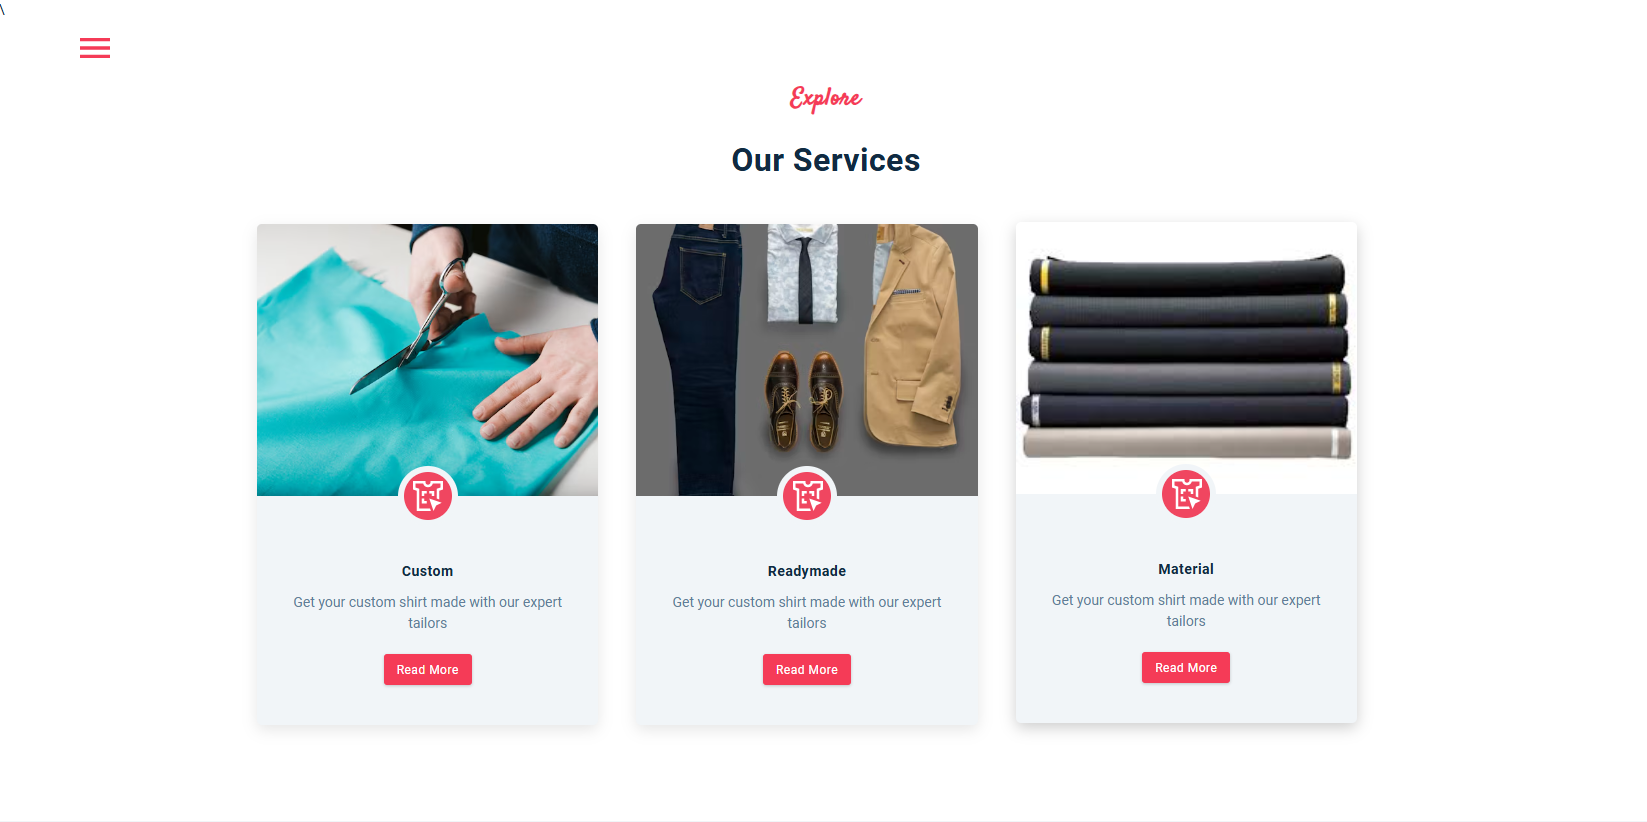 \
Explore
Our Services
Custom
Get your custom shirt made with our expert
tailors
Read More
Readymade
Get your custom shirt made with our expert
tailors
Read More
Material
Get your custom shirt made with our expert
tailors
Read More